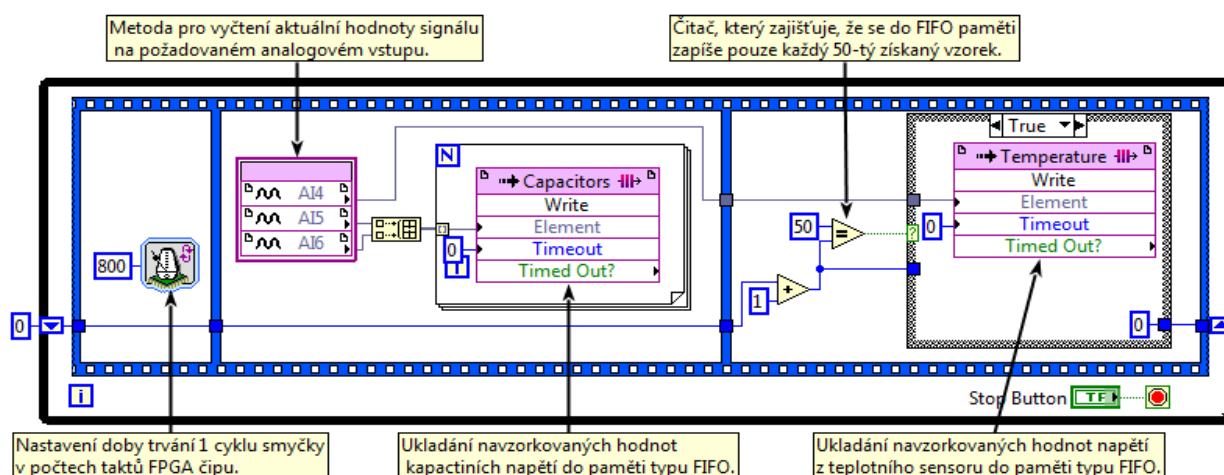 Metoda pro vyčtení aktuální hodnoty signálu
na požadovaném analogovém vstupu.
Čitač, který zajišťuje, že se do FIFO paměti
zapíše pouze každý 50-tý získaný vzorek.
True
N
Capacitors
Write
Element
Timeout
Timed Out?
Temperature
Write
Element
Timeout
Timed Out?
AI4
AI5
AI6
50
=
?
0
0
i
800
+
1
0
0
i
Stop Button
TF
Nastavení doby trvání 1 cyklu smyčky
v počtech taktů FPGA čipu.
Ukládání navzorkovaných hodnot
kapactiních napětí do paměti typu FIFO.
Ukládání navzorkovaných hodnot napětí
z teplotního sensoru do paměti typu FIFO.